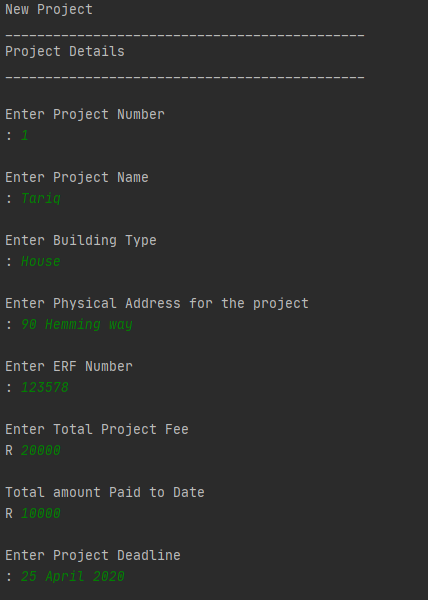 New Project
_____________________________________________
Project Details
_____________________________________________
Enter Project Number
: 1
Enter Project Name
: Tariq
Enter Building Type
: House
Enter Physical Address for the project
: 90 Hemming way
Enter ERF Number
: 123578
Enter Total Project Fee
R 20000
Total amount Paid to Date
R 10000
Enter Project Deadline
: 25 April 2020